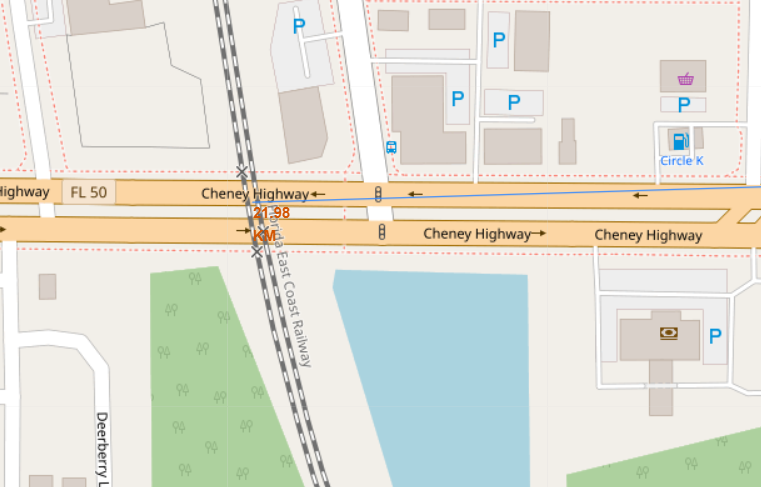 P
P
P
P
P
Circle K
Highway
FL 50
Cheney Highway
21.98
KM
Cheney Highway
Cheney Highway
Florida East Coast Railway
P
Deerberry L